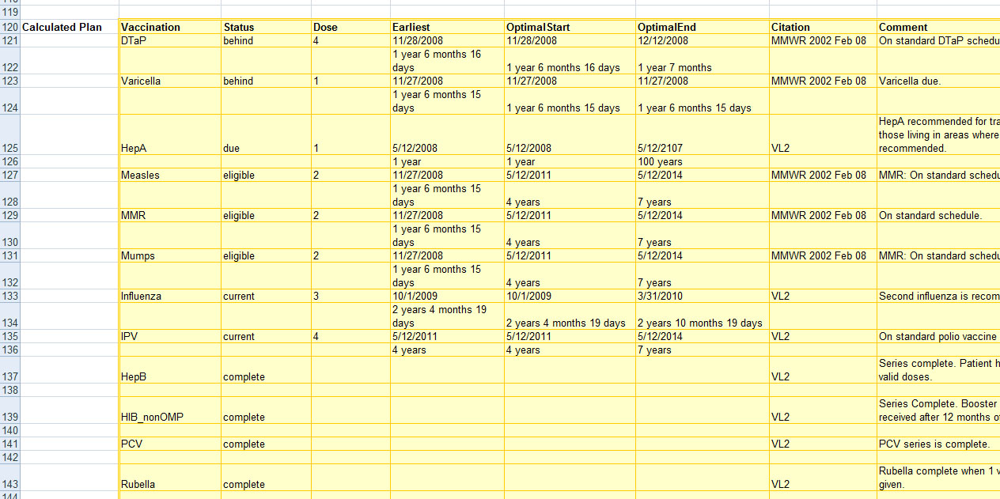 119
120 Calculated Plan Vaccination Status Dose Earliest OptimalStart OptimalEnd Citation Comment
121 DTaP behind 4 11/28/2008 11/28/2008 12/12/2008 MMWR 2002 Feb 08 On standard DTaP schedu
1 year 6 months 16
122 days 1 year 6 months 16 days 1 year 7 months
123 Varicella behind 1 11/27/2008 11/27/2008 11/27/2008 MMWR 2002 Feb 08 Varicella due.
1 year 6 months 15
124 days 1 year 6 months 15 days 1 year 6 months 15 days
HepA recommended for tra
those living in areas where
125 HepA due 1 5/12/2008 5/12/2008 5/12/2107 VL2 recommended.
126 1 year 1 year 100 years
127 Measles eligible 2 11/27/2008 5/12/2011 5/12/2014 MMWR 2002 Feb 08 MMR: On standard schedu
1 year 6 months 15
128 days 4 years 7 years
129 MMR eligible 2 11/27/2008 5/12/2011 5/12/2014 MMWR 2002 Feb 08 On standard schedule.
1 year 6 months 15
130 days 4 years 7 years
131 Mumps eligible 2 11/27/2008 5/12/2011 5/12/2014 MMWR 2002 Feb 08 MMR: On standard schedu
1 year 6 months 15
132 days 4 years 7 years
133 Influenza current 3 10/1/2009 10/1/2009 3/31/2010 VL2 Second influenza is recom
2 years 4 months 19
134 days 2 years 4 months 19 days 2 years 10 months 19 days
135 IPV current 4 5/12/2011 5/12/2011 5/12/2014 VL2 On standard polio vaccine
136 4 years 4 years 7 years
Series complete. Patient h
137 HepB complete VL2 valid doses.
138
Series Complete. Booster
139 HIB_nonOMP complete VL2 received after 12 months o
140
141 PCV complete VL2 PCV series is complete.
142
Rubella complete when 1 v
143 Rubella complete VL2 given.
144